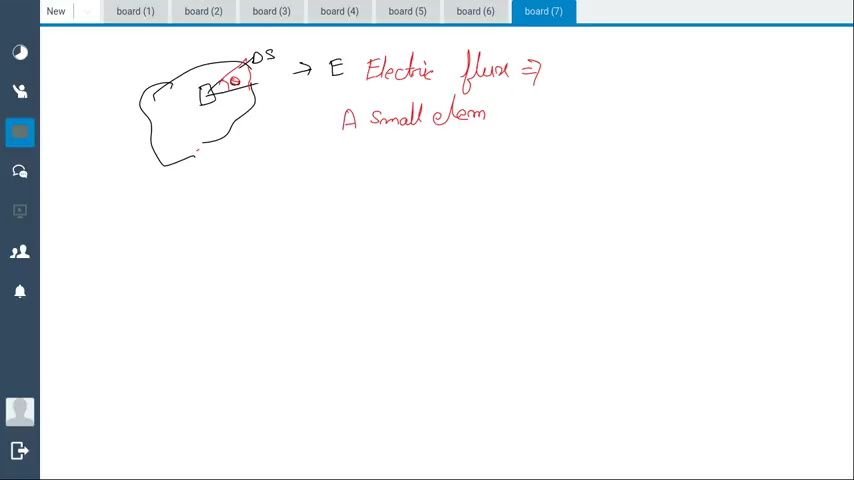 New
board (1)
board (2)
board (3)
board (4)
board (5)
board (6)
board (7)
DS
θ
→ E
Electric flux ⇒
A small elem